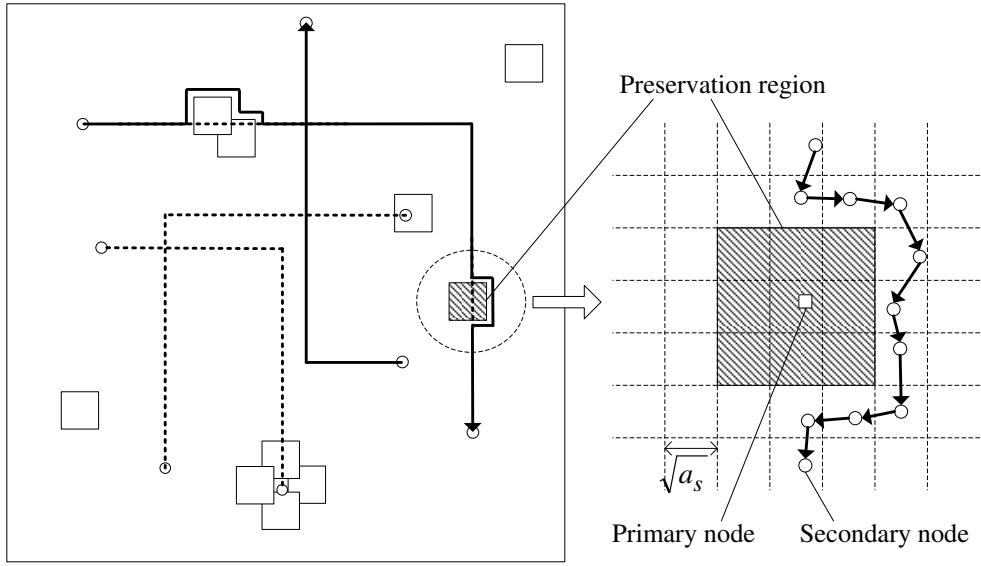 Preservation region
√a_s
Primary node
Secondary node